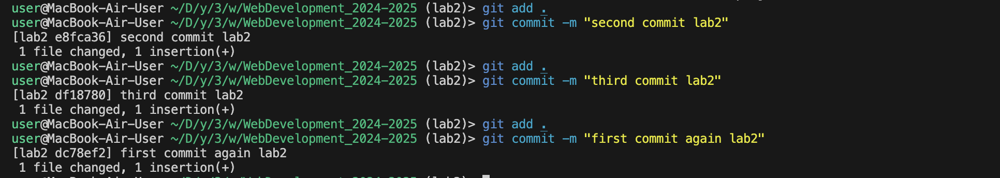 user@MacBook-Air-User ~/D/y/3/w/WebDevelopment_2024-2025 (lab2)> git add .
user@MacBook-Air-User ~/D/y/3/w/WebDevelopment_2024-2025 (lab2)> git commit -m "second commit lab2"
[lab2 e8fca36] second commit lab2
 1 file changed, 1 insertion(+)
user@MacBook-Air-User ~/D/y/3/w/WebDevelopment_2024-2025 (lab2)> git add .
user@MacBook-Air-User ~/D/y/3/w/WebDevelopment_2024-2025 (lab2)> git commit -m "third commit lab2"
[lab2 df18780] third commit lab2
 1 file changed, 1 insertion(+)
user@MacBook-Air-User ~/D/y/3/w/WebDevelopment_2024-2025 (lab2)> git add .
user@MacBook-Air-User ~/D/y/3/w/WebDevelopment_2024-2025 (lab2)> git commit -m "first commit again lab2"
[lab2 dc78ef2] first commit again lab2
 1 file changed, 1 insertion(+)